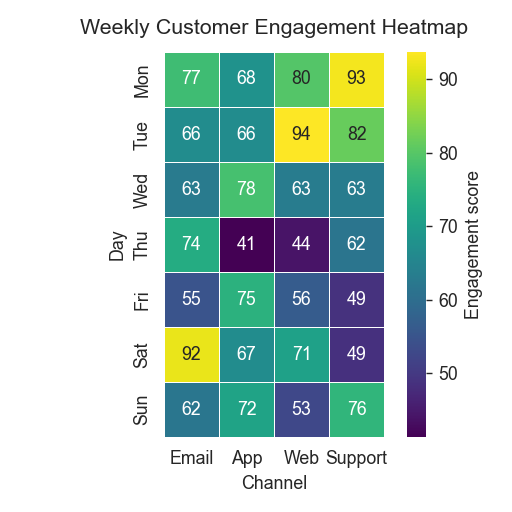 Weekly Customer Engagement Heatmap
Mon 77 68 80 93
Tue 66 66 94 82
Wed 63 78 63 63
Thu 74 41 44 62
Fri 55 75 56 49
Sat 92 67 71 49
Sun 62 72 53 76
Email App Web Support
Channel
Day
90
80
70
60
50
Engagement score